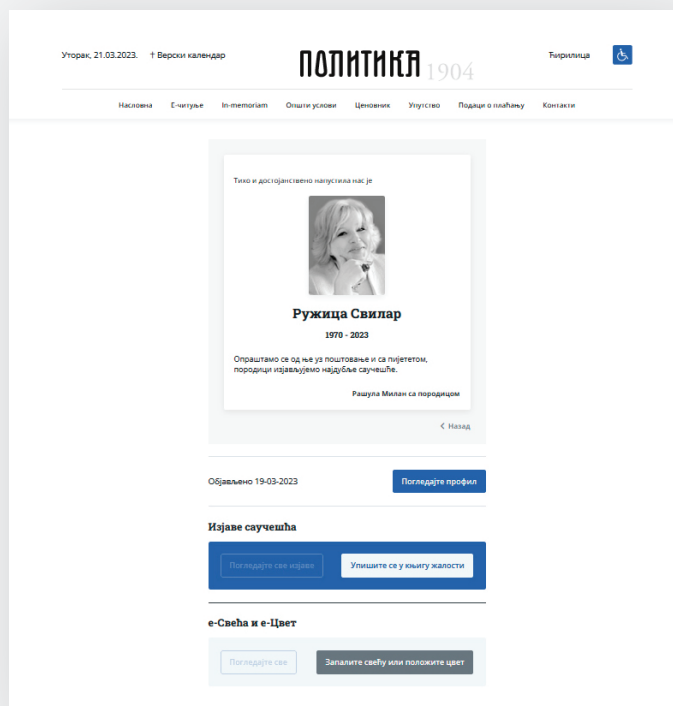 Уторак, 21.03.2023. † Верски календар
ПОЛИТИКА 1904
Ћирилица
Насловна Е-читуље In-memoriam Општи услови Ценовник Упутство Подаци о плаћању Контакти
Тихо и достојанствено напустила нас је
Ружица Свилар
1970 - 2023
Опраштамо се од ње уз поштовање и са пијететом,
породици изјављујемо најдубље саучешће.
Рашула Милан са породицом
Назад
Објављено 19-03-2023 Погледајте профил
Изјаве саучешћа
Погледајте све изјаве Упишите се у књигу жалости
е-Свећа и е-Цвет
Погледајте све Запалите свећу или положите цвет